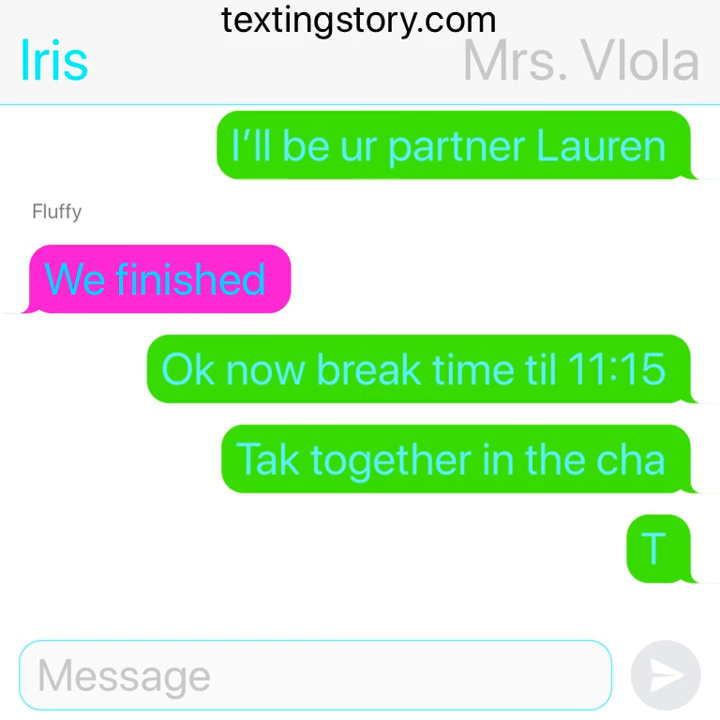 textingstory.com
Iris Mrs. Vlola
I'll be ur partner Lauren
Fluffy
We finished
Ok now break time til 11:15
Tak together in the cha
T
Message